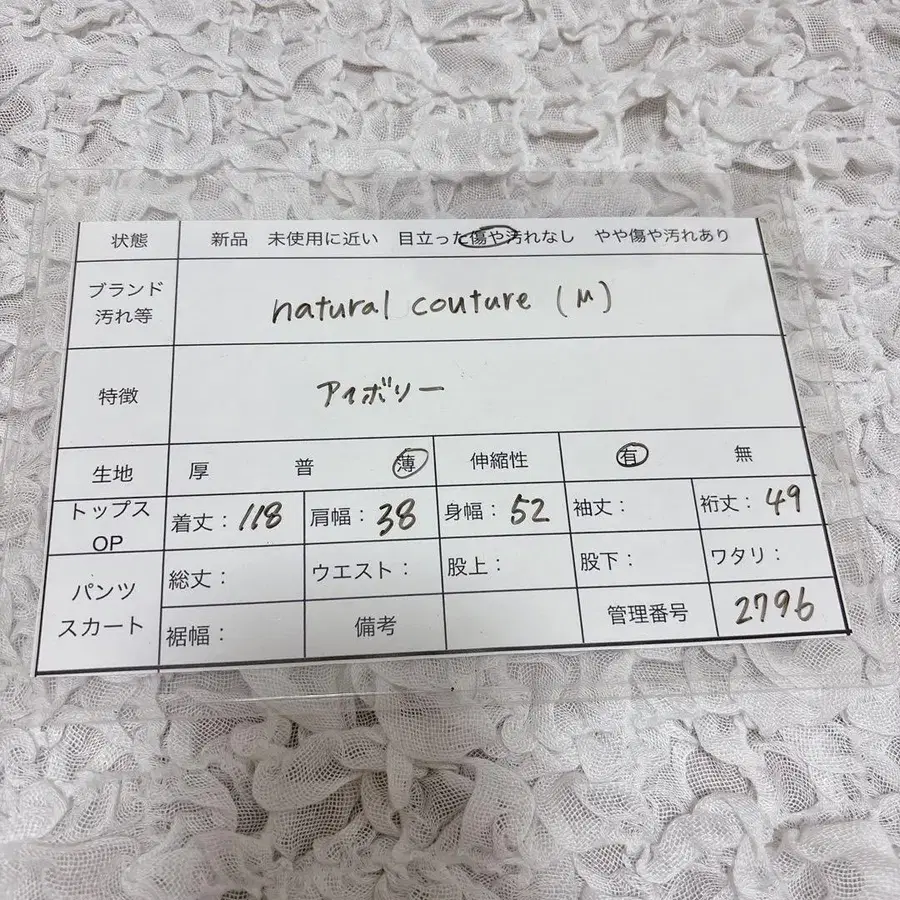 状態 新品 未使用に近い 目立った傷や汚れなし やや傷や汚れあり
ブランド
汚れ等
natural couture (M)
特徴 アイボリー
生地 厚 普 薄 伸縮性 有 無
トップス
OP
着丈：118 肩幅：38 身幅：52 袖丈： 裄丈：49
パンツ
スカート
総丈： ウエスト： 股上： 股下： ワタリ：
裾幅： 備考 管理番号 2796